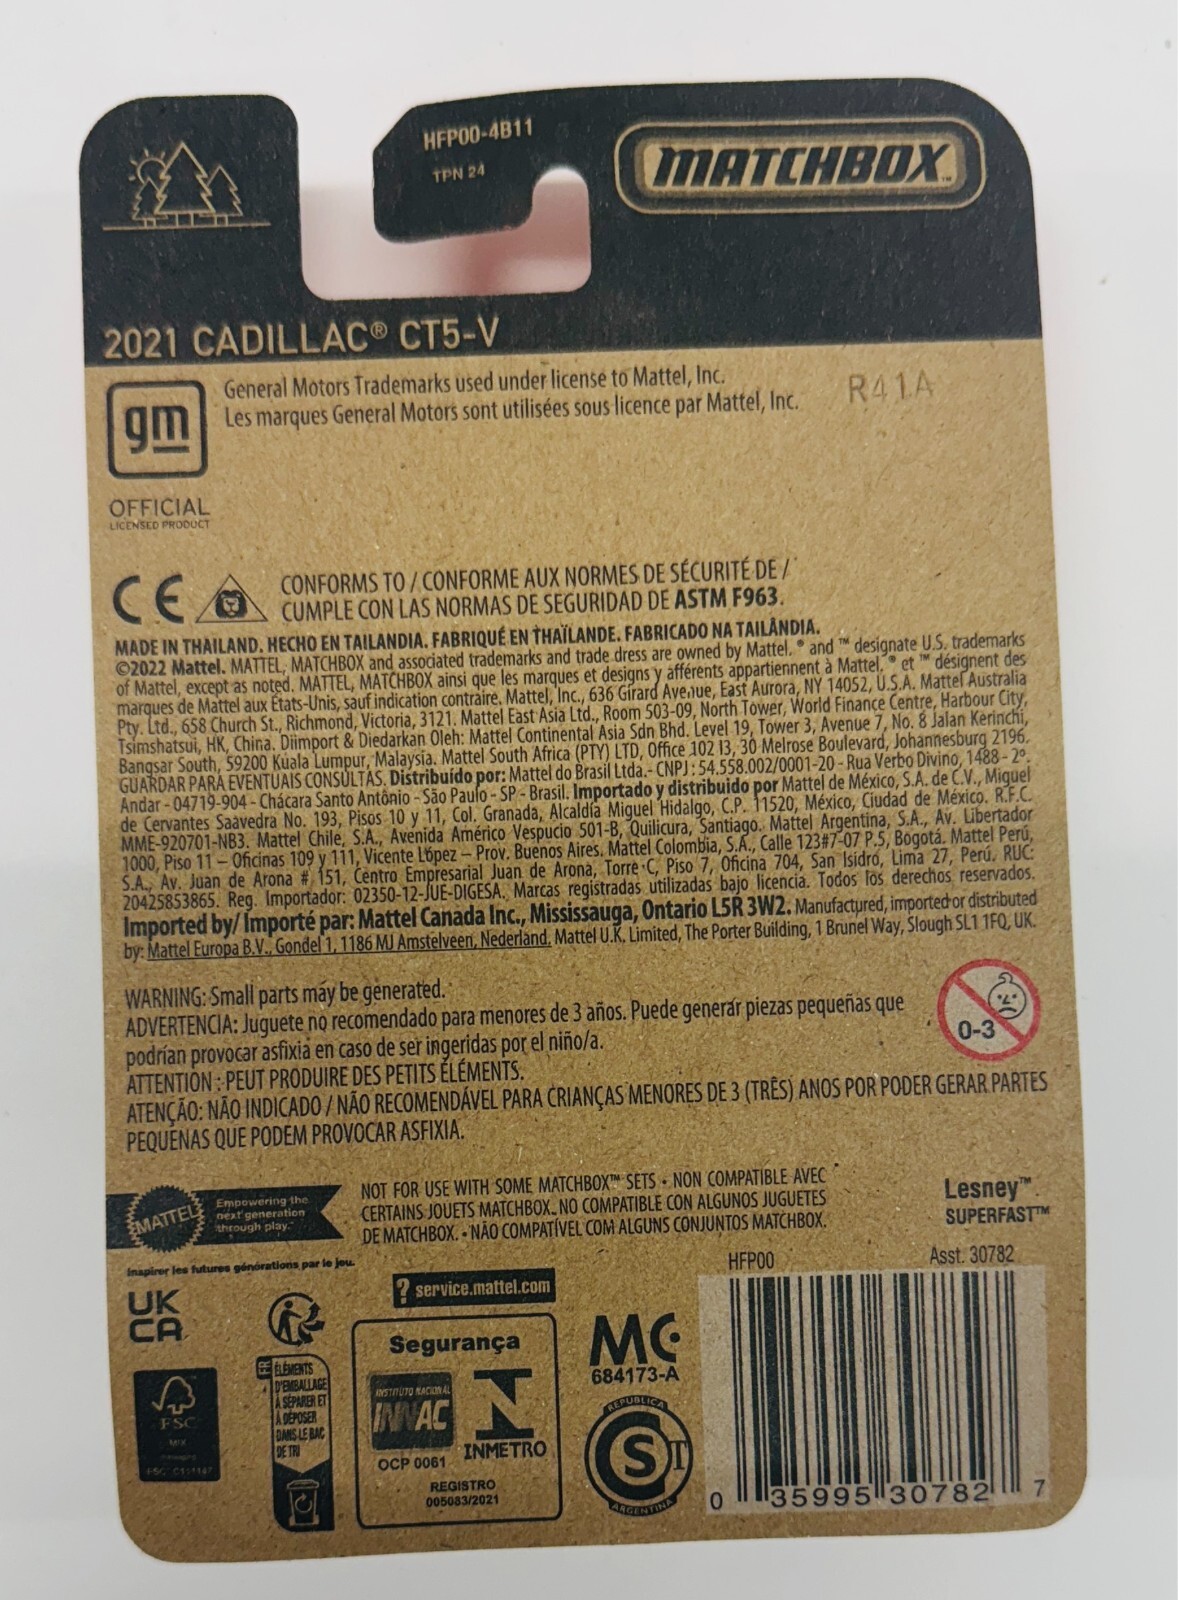 HFP00-4B11
TPN 24
MATCHBOX™
2021 CADILLAC® CT5-V
gm
General Motors Trademarks used under license to Mattel, Inc.
Les marques General Motors sont utilisées sous licence par Mattel, Inc.
R41A
OFFICIAL
LICENSED PRODUCT
CE
CONFORMS TO / CONFORME AUX NORMES DE SÉCURITÉ DE /
CUMPLE CON LAS NORMAS DE SEGURIDAD DE ASTM F963.
MADE IN THAILAND. HECHO EN TAILANDIA. FABRIQUÉ EN THAÏLANDE. FABRICADO NA TAILÂNDIA.
©2022 Mattel. MATTEL, MATCHBOX and associated trademarks and trade dress are owned by Mattel. ® and ™ designate U.S. trademarks
of Mattel, except as noted. MATTEL, MATCHBOX ainsi que les marques et designs y afférents appartiennent à Mattel. ® et ™ désignent des
marques de Mattel aux États-Unis, sauf indication contraire. Mattel, Inc., 636 Girard Avenue, East Aurora, NY 14052, U.S.A. Mattel Australia
Pty. Ltd., 658 Church St., Richmond, Victoria, 3121. Mattel East Asia Ltd., Room 503-09, North Tower, World Finance Centre, Harbour City,
Tsimshatsui, HK, China. Diimport & Diedarkan Oleh: Mattel Continental Asia Sdn Bhd. Level 19, Tower 3, Avenue 7, No. 8 Jalan Kerinchi,
Bangsar South, 59200 Kuala Lumpur, Malaysia. Mattel South Africa (PTY) LTD, Office 102 I3, 30 Melrose Boulevard, Johannesburg 2196.
GUARDAR PARA EVENTUAIS CONSULTAS. Distribuído por: Mattel do Brasil Ltda.- CNPJ : 54.558.002/0001-20 - Rua Verbo Divino, 1488 - 2º.
Andar - 04719-904 - Chácara Santo Antônio - São Paulo - SP - Brasil. Importado y distribuido por Mattel de México, S.A. de C.V., Miguel
de Cervantes Saavedra No. 193, Pisos 10 y 11, Col. Granada, Alcaldía Miguel Hidalgo, C.P. 11520, México, Ciudad de México. R.F.C.
MME-920701-NB3. Mattel Chile, S.A., Avenida Américo Vespucio 501-B, Quilicura, Santiago. Mattel Argentina, S.A., Av. Libertador
1000, Piso 11 – Oficinas 109 y 111, Vicente López – Prov. Buenos Aires. Mattel Colombia, S.A., Calle 123#7-07 P.5, Bogotá. Mattel Perú,
S.A., Av. Juan de Arona # 151, Centro Empresarial Juan de Arona, Torre C, Piso 7, Oficina 704, San Isidro, Lima 27, Perú. RUC:
20425853865. Reg. Importador: 02350-12-JUE-DIGESA. Marcas registradas utilizadas bajo licencia. Todos los derechos reservados.
Imported by/ Importé par: Mattel Canada Inc., Mississauga, Ontario L5R 3W2. Manufactured, imported or distributed
by: Mattel Europa B.V., Gondel 1, 1186 MJ Amstelveen, Nederland. Mattel U.K. Limited, The Porter Building, 1 Brunel Way, Slough SL1 1FQ, UK.
WARNING: Small parts may be generated.
ADVERTENCIA: Juguete no recomendado para menores de 3 años. Puede generar piezas pequeñas que
podrían provocar asfixia en caso de ser ingeridas por el niño/a.
0-3
ATTENTION : PEUT PRODUIRE DES PETITS ÉLÉMENTS.
ATENÇÃO: NÃO INDICADO / NÃO RECOMENDÁVEL PARA CRIANÇAS MENORES DE 3 (TRÊS) ANOS POR PODER GERAR PARTES
PEQUENAS QUE PODEM PROVOCAR ASFIXIA.
MATTEL
Empowering the
next generation
through play.™
Inspirer les futures générations par le jeu.
NOT FOR USE WITH SOME MATCHBOX™ SETS • NON COMPATIBLE AVEC
CERTAINS JOUETS MATCHBOX. NO COMPATIBLE CON ALGUNOS JUGUETES
DE MATCHBOX. • NÃO COMPATÍVEL COM ALGUNS CONJUNTOS MATCHBOX.
Lesney™
SUPERFAST™
HFP00
Asst. 30782
? service.mattel.com
UK
CA
FR
ÉLÉMENTS
D'EMBALLAGE
À SÉPARER ET
À DÉPOSER
DANS LE BAC
DE TRI
FSC
MIX
Packaging
Segurança
INSTITUTO NACIONAL
INNAC
OCP 0061
INMETRO
REGISTRO
005083/2021
MC
684173-A
REPUBLICA
S T
ARGENTINA
0 35995 30782 7